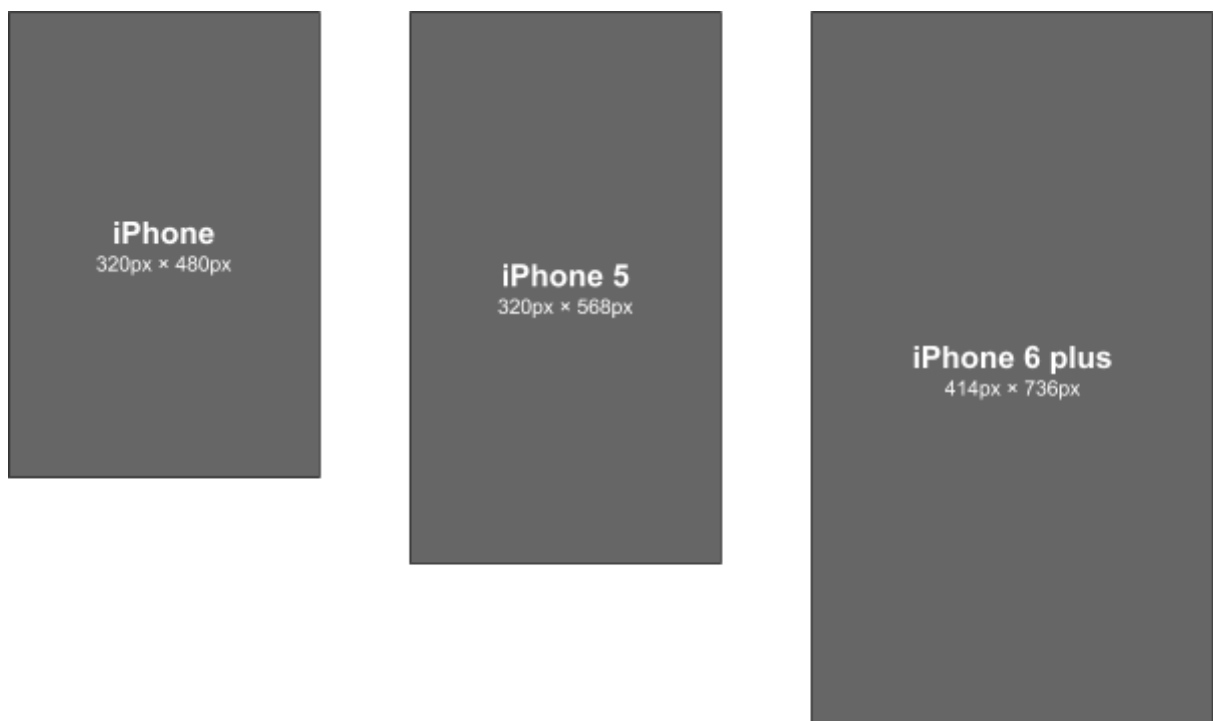 iPhone
320px × 480px
iPhone 5
320px × 568px
iPhone 6 plus
414px × 736px